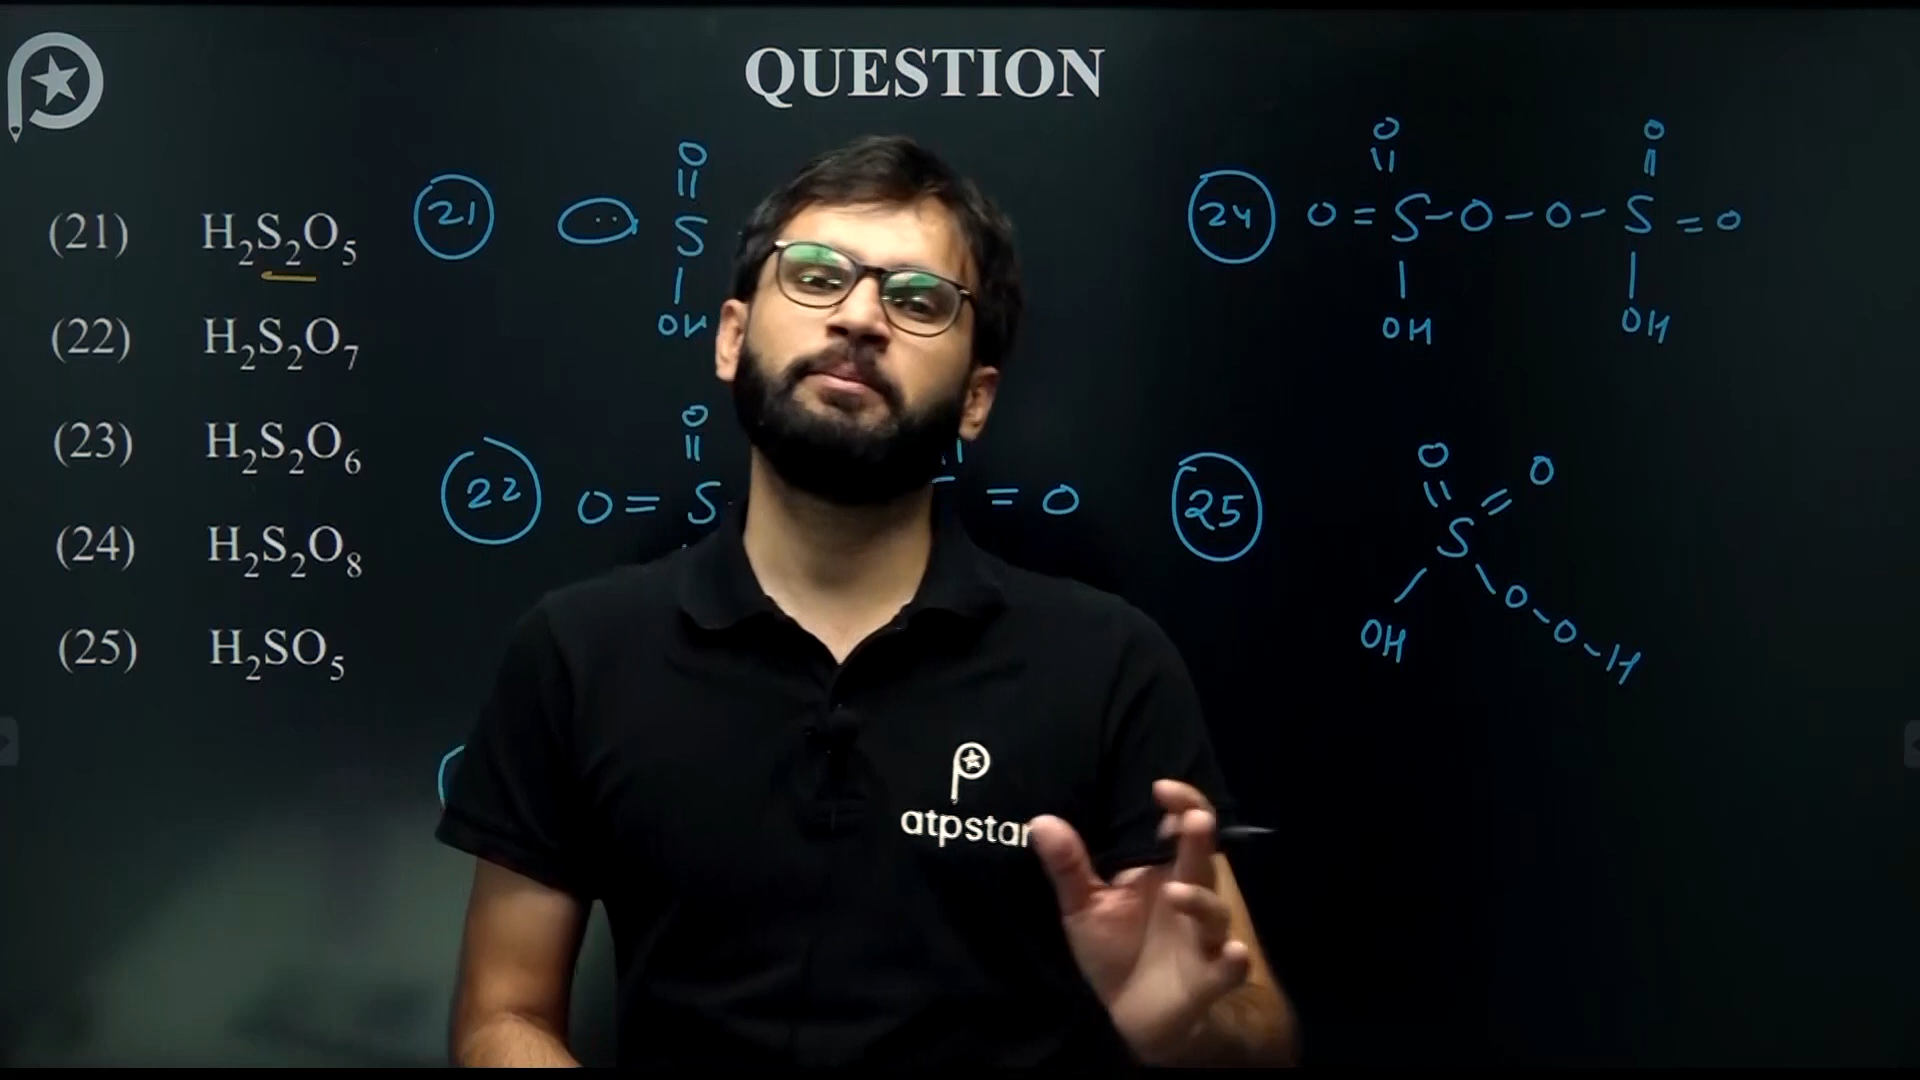 QUESTION
(21) H₂S₂O₅
(22) H₂S₂O₇
(23) H₂S₂O₆
(24) H₂S₂O₈
(25) H₂SO₅
21
O
||
S
|
OH
22
O
||
O = S
= O
24
O O
|| ||
O = S - O - O - S = O
| |
OH OH
25
O O
|| //
S
OH O - O - H
atpstar